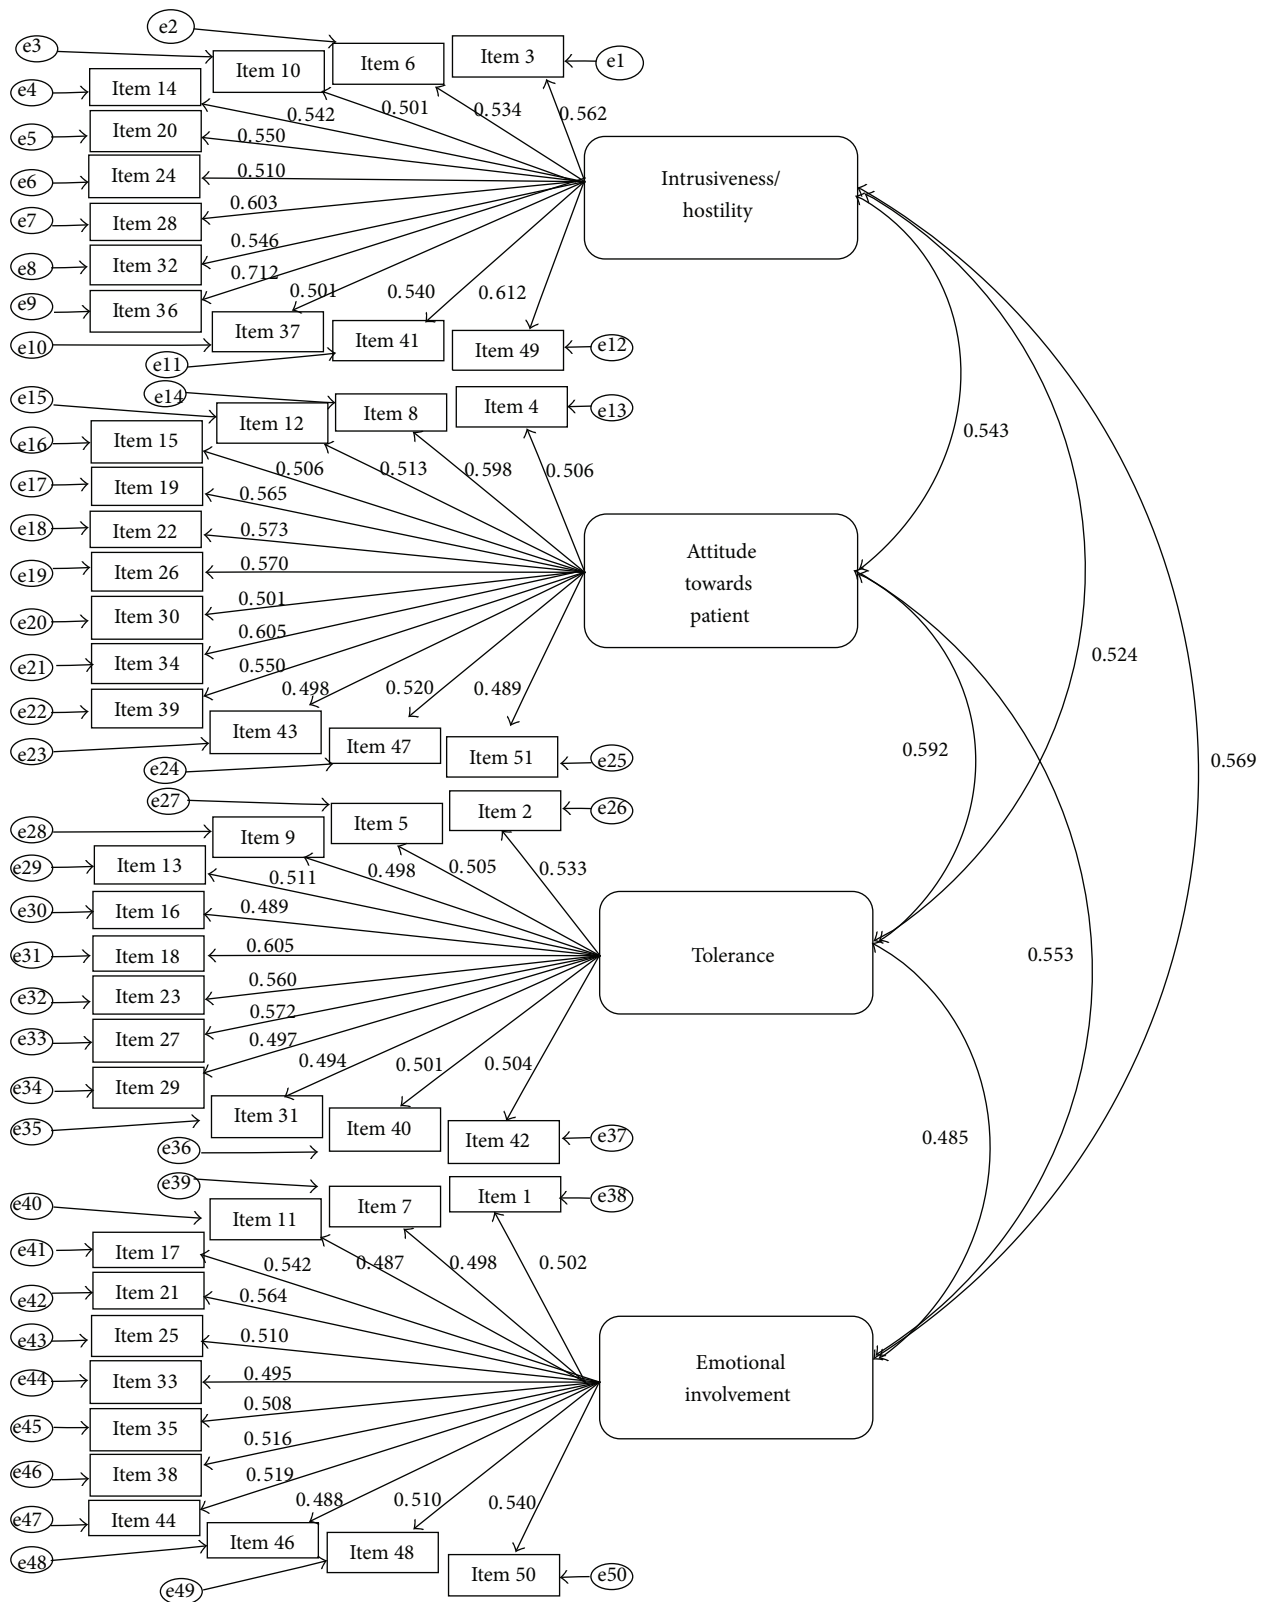 e2
e3
Item 3
e1
Item 6
Item 10
e4
Item 14
0.542
0.501
0.534
0.562
e5
Item 20
0.550
e6
Item 24
0.510
Intrusiveness/
hostility
e7
Item 28
0.603
e8
Item 32
0.546
e9
Item 36
0.712
0.501
0.540
0.612
e10
Item 37
e11
Item 41
Item 49
e12
e15
e14
Item 12
Item 8
Item 4
e13
0.543
e16
Item 15
0.506
0.513
0.598
0.506
e17
Item 19
0.565
e18
Item 22
0.573
e19
Item 26
0.570
Attitude
towards
patient
e20
Item 30
0.501
e21
Item 34
0.605
0.550
0.524
e22
Item 39
0.498
0.520
0.489
e23
Item 43
e24
Item 47
Item 51
e25
0.592
0.569
e27
Item 5
Item 2
e26
e28
Item 9
e29
Item 13
0.511
0.498
0.505
0.533
e30
Item 16
0.489
e31
Item 18
0.605
Tolerance
0.553
e32
Item 23
0.560
e33
Item 27
0.572
0.497
e34
Item 29
0.494
0.501
0.504
e35
Item 31
e36
Item 40
Item 42
e37
0.485
e39
Item 7
Item 1
e38
e40
Item 11
e41
Item 17
0.542
0.487
0.498
0.502
e42
Item 21
0.564
e43
Item 25
0.510
e44
Item 33
0.495
Emotional
involvement
e45
Item 35
0.508
e46
Item 38
0.516
0.519
e47
Item 44
0.488
0.510
0.540
e48
Item 46
e49
Item 48
Item 50
e50